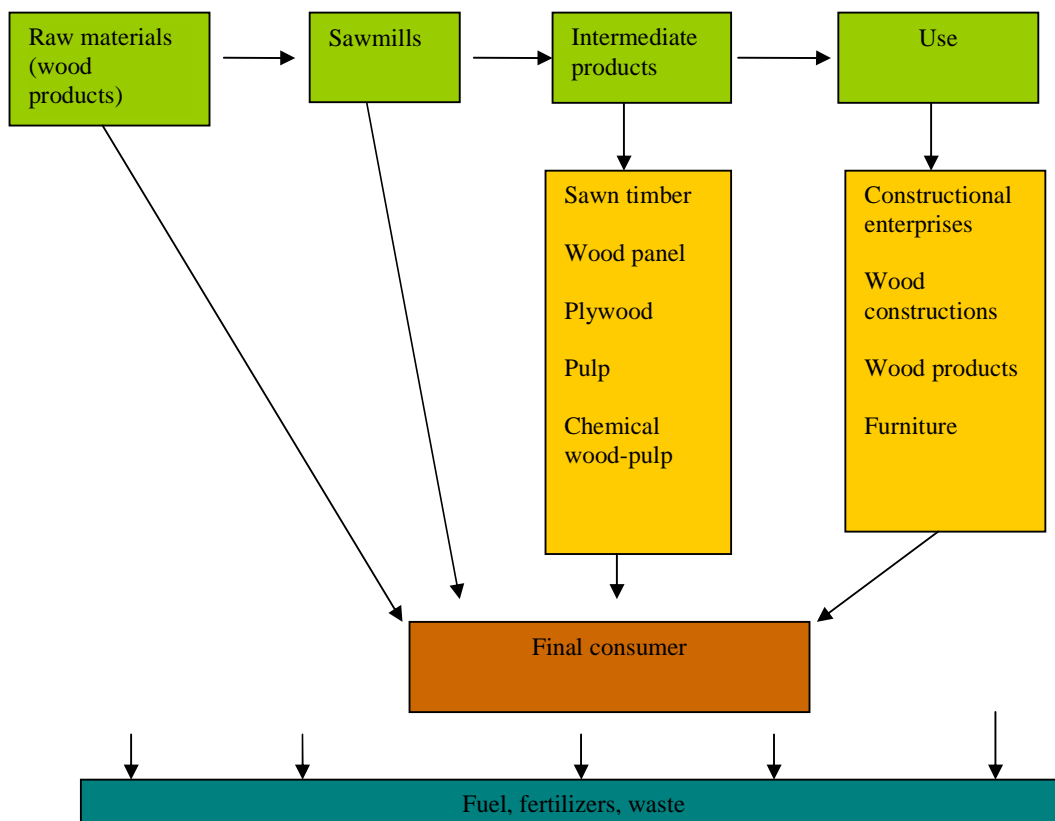 Raw materials
(wood
products)
Sawmills
Intermediate
products
Use
Sawn timber
Wood panel
Plywood
Pulp
Chemical
wood-pulp
Constructional
enterprises
Wood
constructions
Wood products
Furniture
Final consumer
Fuel, fertilizers, waste